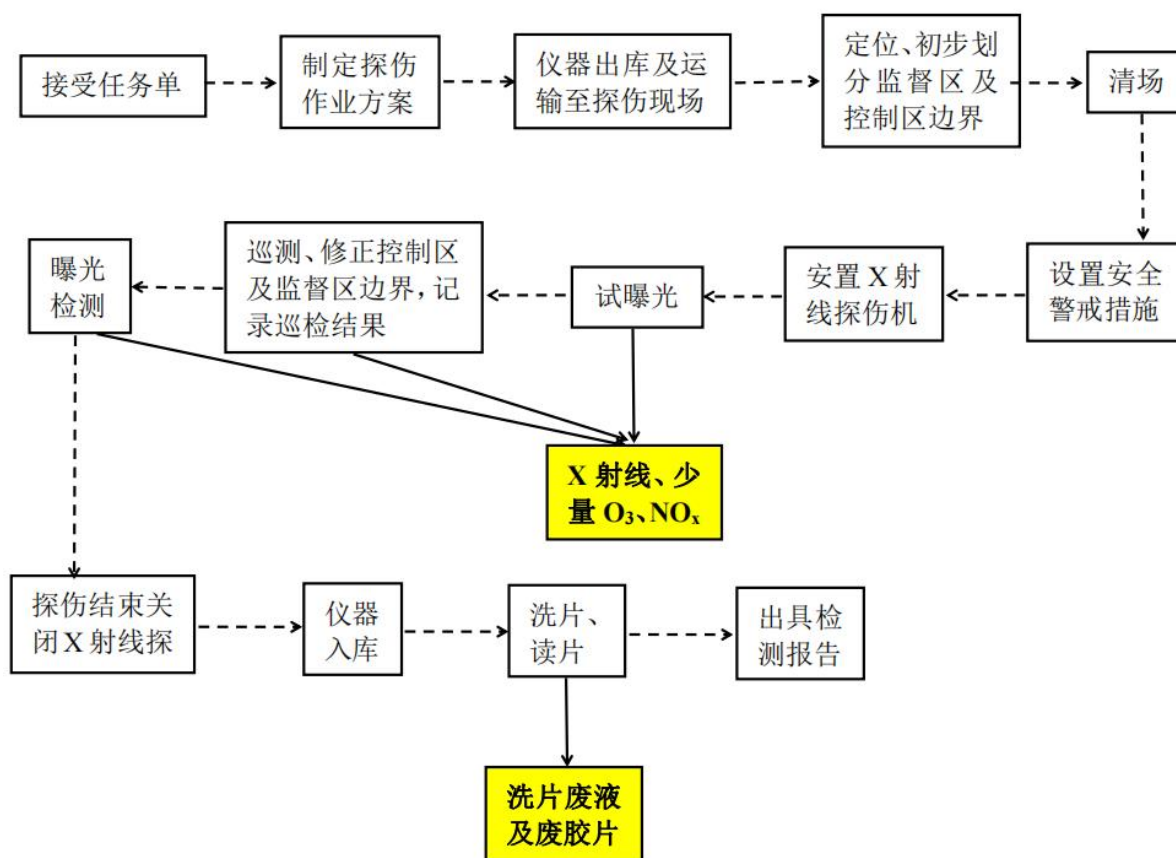 接受任务单
制定探伤
作业方案
仪器出库及运
输至探伤现场
定位、初步划
分监督区及
控制区边界
清场
曝光
检测
巡测、修正控制区
及监督区边界，记
录巡检结果
试曝光
安置 X 射
线探伤机
设置安全
警戒措施
X 射线、少
量 O₃、NOₓ
探伤结束关
闭 X 射线探
仪器
入库
洗片、
读片
出具检
测报告
洗片废液
及废胶片